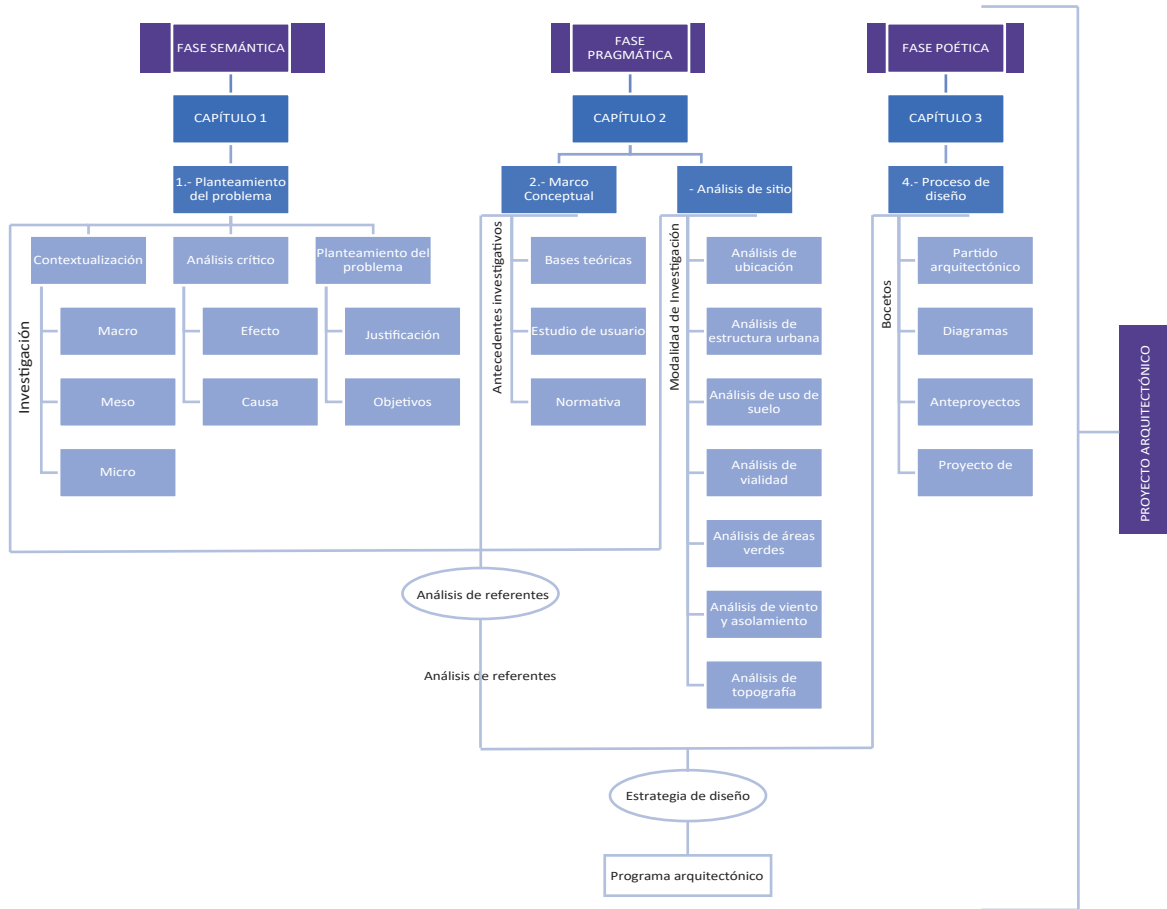 FASE SEMÁNTICA
CAPÍTULO 1
1.- Planteamiento
del problema
Contextualización
Análisis crítico
Planteamiento del
problema
Investigación
Macro
Meso
Micro
Efecto
Causa
Justificación
Objetivos
FASE
PRAGMÁTICA
CAPÍTULO 2
2.- Marco
Conceptual
Antecedentes investigativos
Bases teóricas
Estudio de usuario
Normativa
- Análisis de sitio
Modalidad de Investigación
Análisis de
ubicación
Análisis de
estructura urbana
Análisis de uso de
suelo
Análisis de
vialidad
Análisis de áreas
verdes
Análisis de viento
y asolamiento
Análisis de
topografía
FASE POÉTICA
CAPÍTULO 3
4.- Proceso de
diseño
Bocetos
Partido
arquitectónico
Diagramas
Anteproyectos
Proyecto de
Análisis de referentes
Análisis de referentes
Estrategia de diseño
Programa arquitectónico
PROYECTO ARQUITECTÓNICO